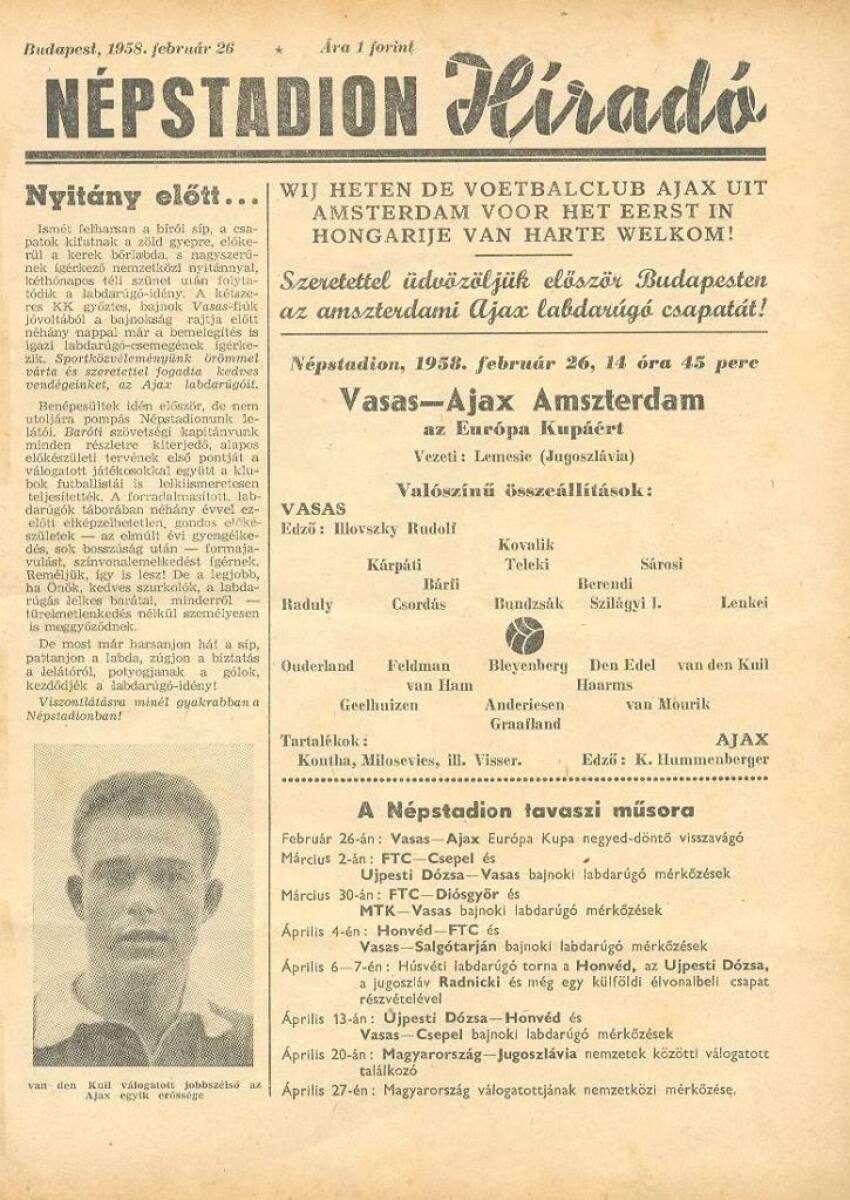 Budapest, 1958. február 26 * Ára 1 forint
NÉPSTADION Híradó
Nyitány előtt...
Ismét felharsan a bírói síp, a csa-
patok kifutnak a zöld gyepre, előke-
rül a kerek bőrlabda, s nagyszerű-
nek ígérkező nemzetközi nyitánnyal,
kéthónapos téli szünet után folyta-
tódik a labdarúgó-idény. A kétsze-
res KK győztes, bajnok Vasas-fiúk
jóvoltából a bajnokság rajtja előtt
néhány nappal már a bemelegítés is
igazi labdarúgó-csemegének ígérke-
zik. Sportközvéleményünk örömmel
várta és szeretettel fogadta kedves
vendégeinket, az Ajax labdarúgóit.
Benépesültek idén először, de nem
utoljára pompás Népstadionunk le-
látói. Baróti szövetségi kapitányunk
minden részletre kiterjedő, alapos
előkészületi tervének első pontját a
válogatott játékosokkal együtt a klu-
bok futballistái is lelkiismeretesen
teljesítették. A forradalmasított, lab-
darúgók táborában néhány évvel ez-
előtt elképzelhetetlen, gondos előké-
születek — az elmúlt évi gyengélke-
dés, sok bosszúság után — formaja-
vulást, színvonalemelkedést ígérnek.
Reméljük, így is lesz! De a legjobb,
ha Önök, kedves szurkolók, a labda-
rúgás lelkes barátai, minderről —
türelmetlenkedés nélkül személyesen
is meggyőződnek.
De most már harsanjon hát a síp,
pattanjon a labda, zúgjon a biztatás
a lelátóról, potyogjanak a gólok,
kezdődjék a labdarúgó-idény!
Viszontlátásra minél gyakrabban a
Népstadionban!
van den Kuil válogatott jobbszélső az
Ajax egyik erőssége
WIJ HETEN DE VOETBALCLUB AJAX UIT
AMSTERDAM VOOR HET EERST IN
HONGARIJE VAN HARTE WELKOM!
Szeretettel üdvözöljük először Budapesten
az amszterdami Ajax labdarúgó csapatát!
Népstadion, 1958. február 26, 14 óra 45 perc
Vasas—Ajax Amszterdam
az Európa Kupáért
Vezeti: Lemesic (Jugoszlávia)
Valószínű összeállítások:
VASAS
Edző: Illovszky Rudolf
Kovalik
Kárpáti Teleki Sárosi
Bárfi Berendi
Raduly Csordás Bundzsák Szilágyi I. Lenkei
Ouderland Feldman Bleyenberg Den Edel van den Kuil
van Ham Haarms
Geelhuizen Anderiesen van Mourik
Graafland
Tartalékok: AJAX
Kontha, Milosevics, ill. Visser. Edző: K. Hummenberger
A Népstadion tavaszi műsora
Február 26-án: Vasas—Ajax Európa Kupa negyed-döntő visszavágó
Március 2-án: FTC—Csepel és
Ujpesti Dózsa—Vasas bajnoki labdarúgó mérkőzések
Március 30-án: FTC—Diósgyőr és
MTK—Vasas bajnoki labdarúgó mérkőzések
Április 4-én: Honvéd—FTC és
Vasas—Salgótarján bajnoki labdarúgó mérkőzések
Április 6—7-én: Húsvéti labdarúgó torna a Honvéd, az Ujpesti Dózsa,
a jugoszláv Radnicki és még egy külföldi élvonalbeli csapat
részvételével
Április 13-án: Újpesti Dózsa—Honvéd és
Vasas—Csepel bajnoki labdarúgó mérkőzések
Április 20-án: Magyarország—Jugoszlávia nemzetek közötti válogatott
találkozó
Április 27-én: Magyarország válogatottjának nemzetközi mérkőzése.